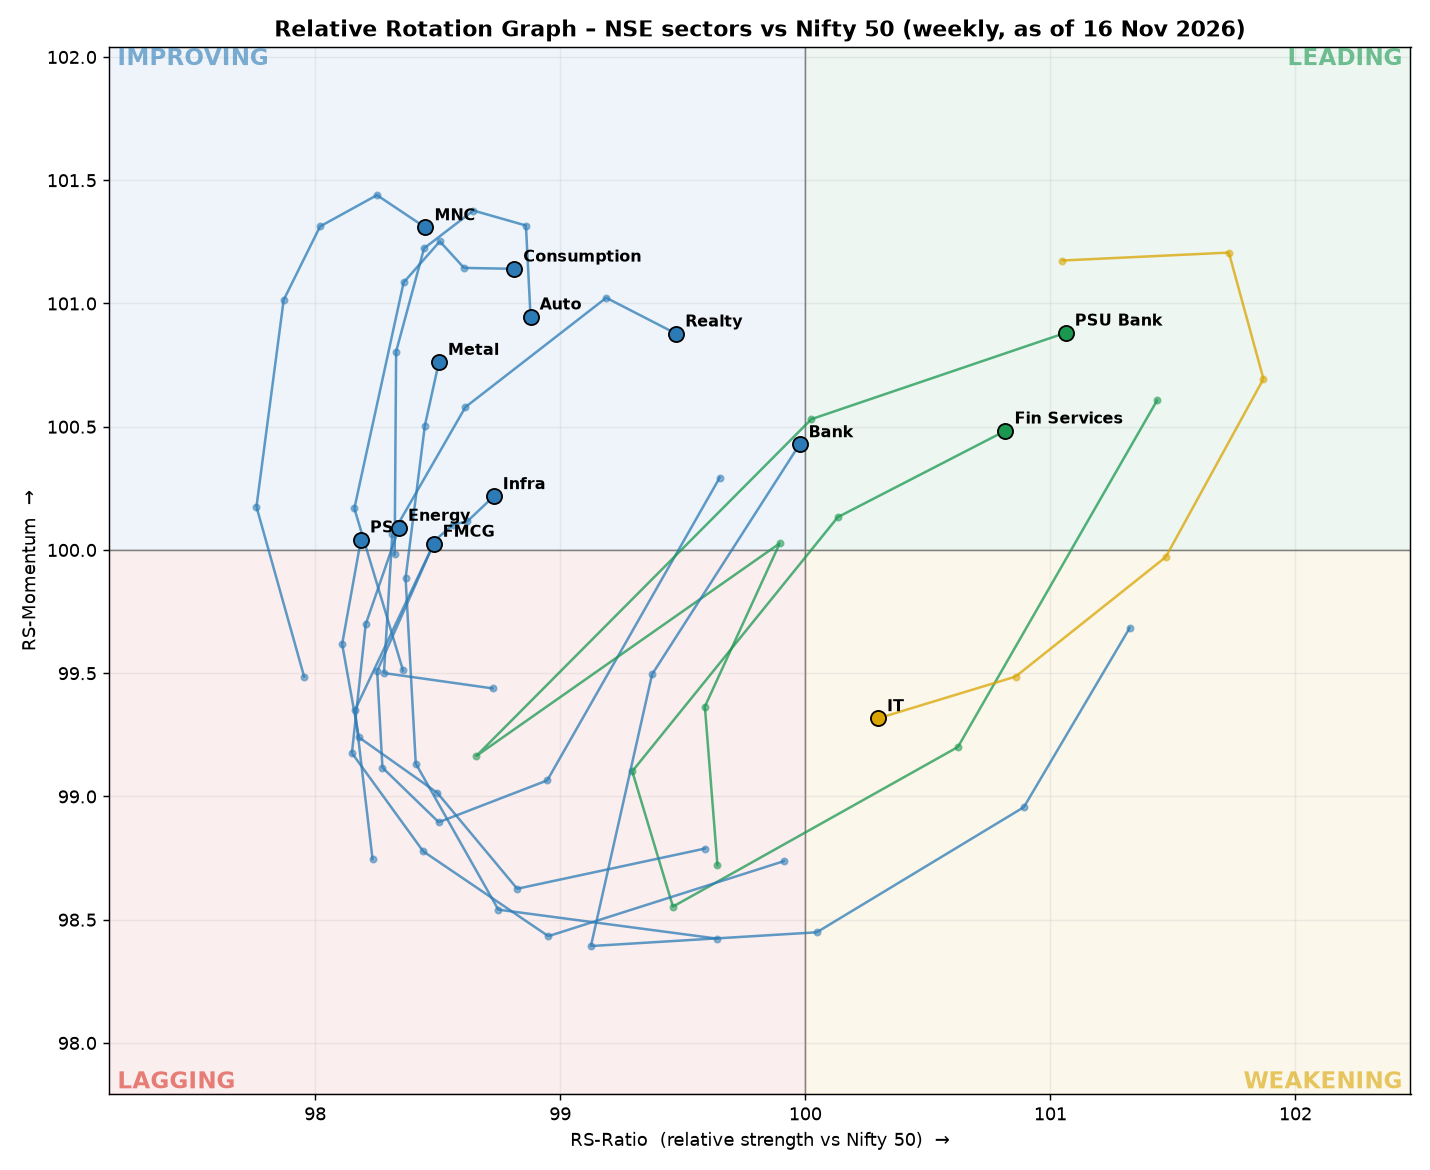 Relative Rotation Graph – NSE sectors vs Nifty 50 (weekly, as of 16 Nov 2026)
102.0
IMPROVING
LEADING
101.5
MNC
Consumption
101.0
Auto
Realty
PSU Bank
Metal
100.5
Bank
Fin Services
Infra
Energy
FMCG
100.0
99.5
IT
99.0
98.5
98.0
LAGGING
WEAKENING
98
99
100
101
102
RS-Momentum →
RS-Ratio (relative strength vs Nifty 50) →